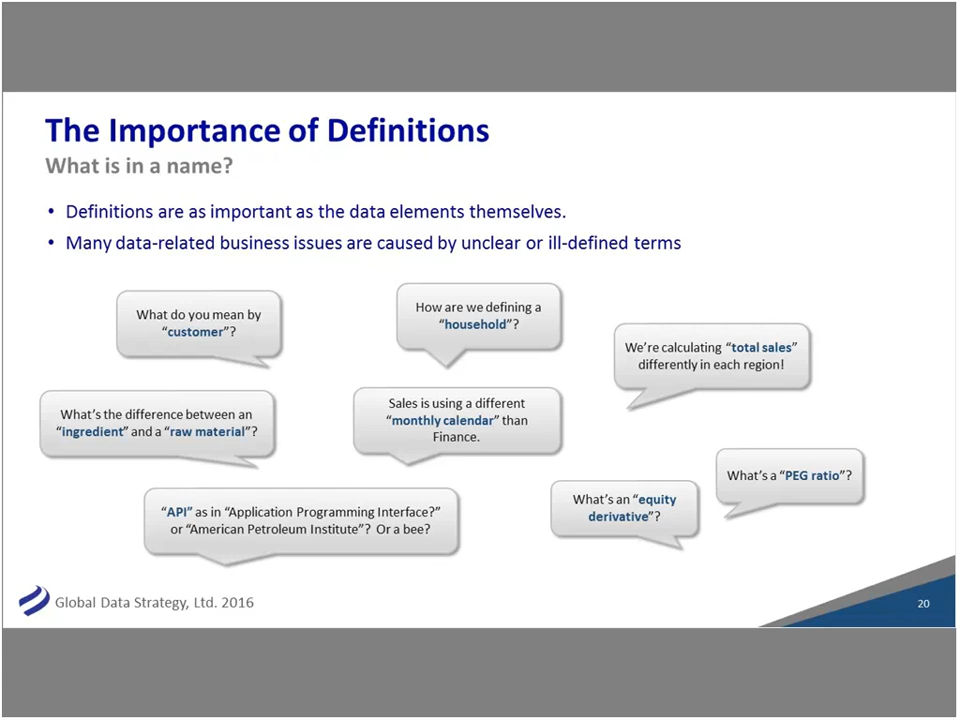 The Importance of Definitions
What is in a name?
• Definitions are as important as the data elements themselves.
• Many data-related business issues are caused by unclear or ill-defined terms
What do you mean by
“customer”?
How are we defining a
“household”?
We’re calculating “total sales”
differently in each region!
What’s the difference between an
“ingredient” and a “raw material”?
Sales is using a different
“monthly calendar” than
Finance.
What’s a “PEG ratio”?
“API” as in “Application Programming Interface?”
or “American Petroleum Institute”? Or a bee?
What’s an “equity
derivative”?
Global Data Strategy, Ltd. 2016
20